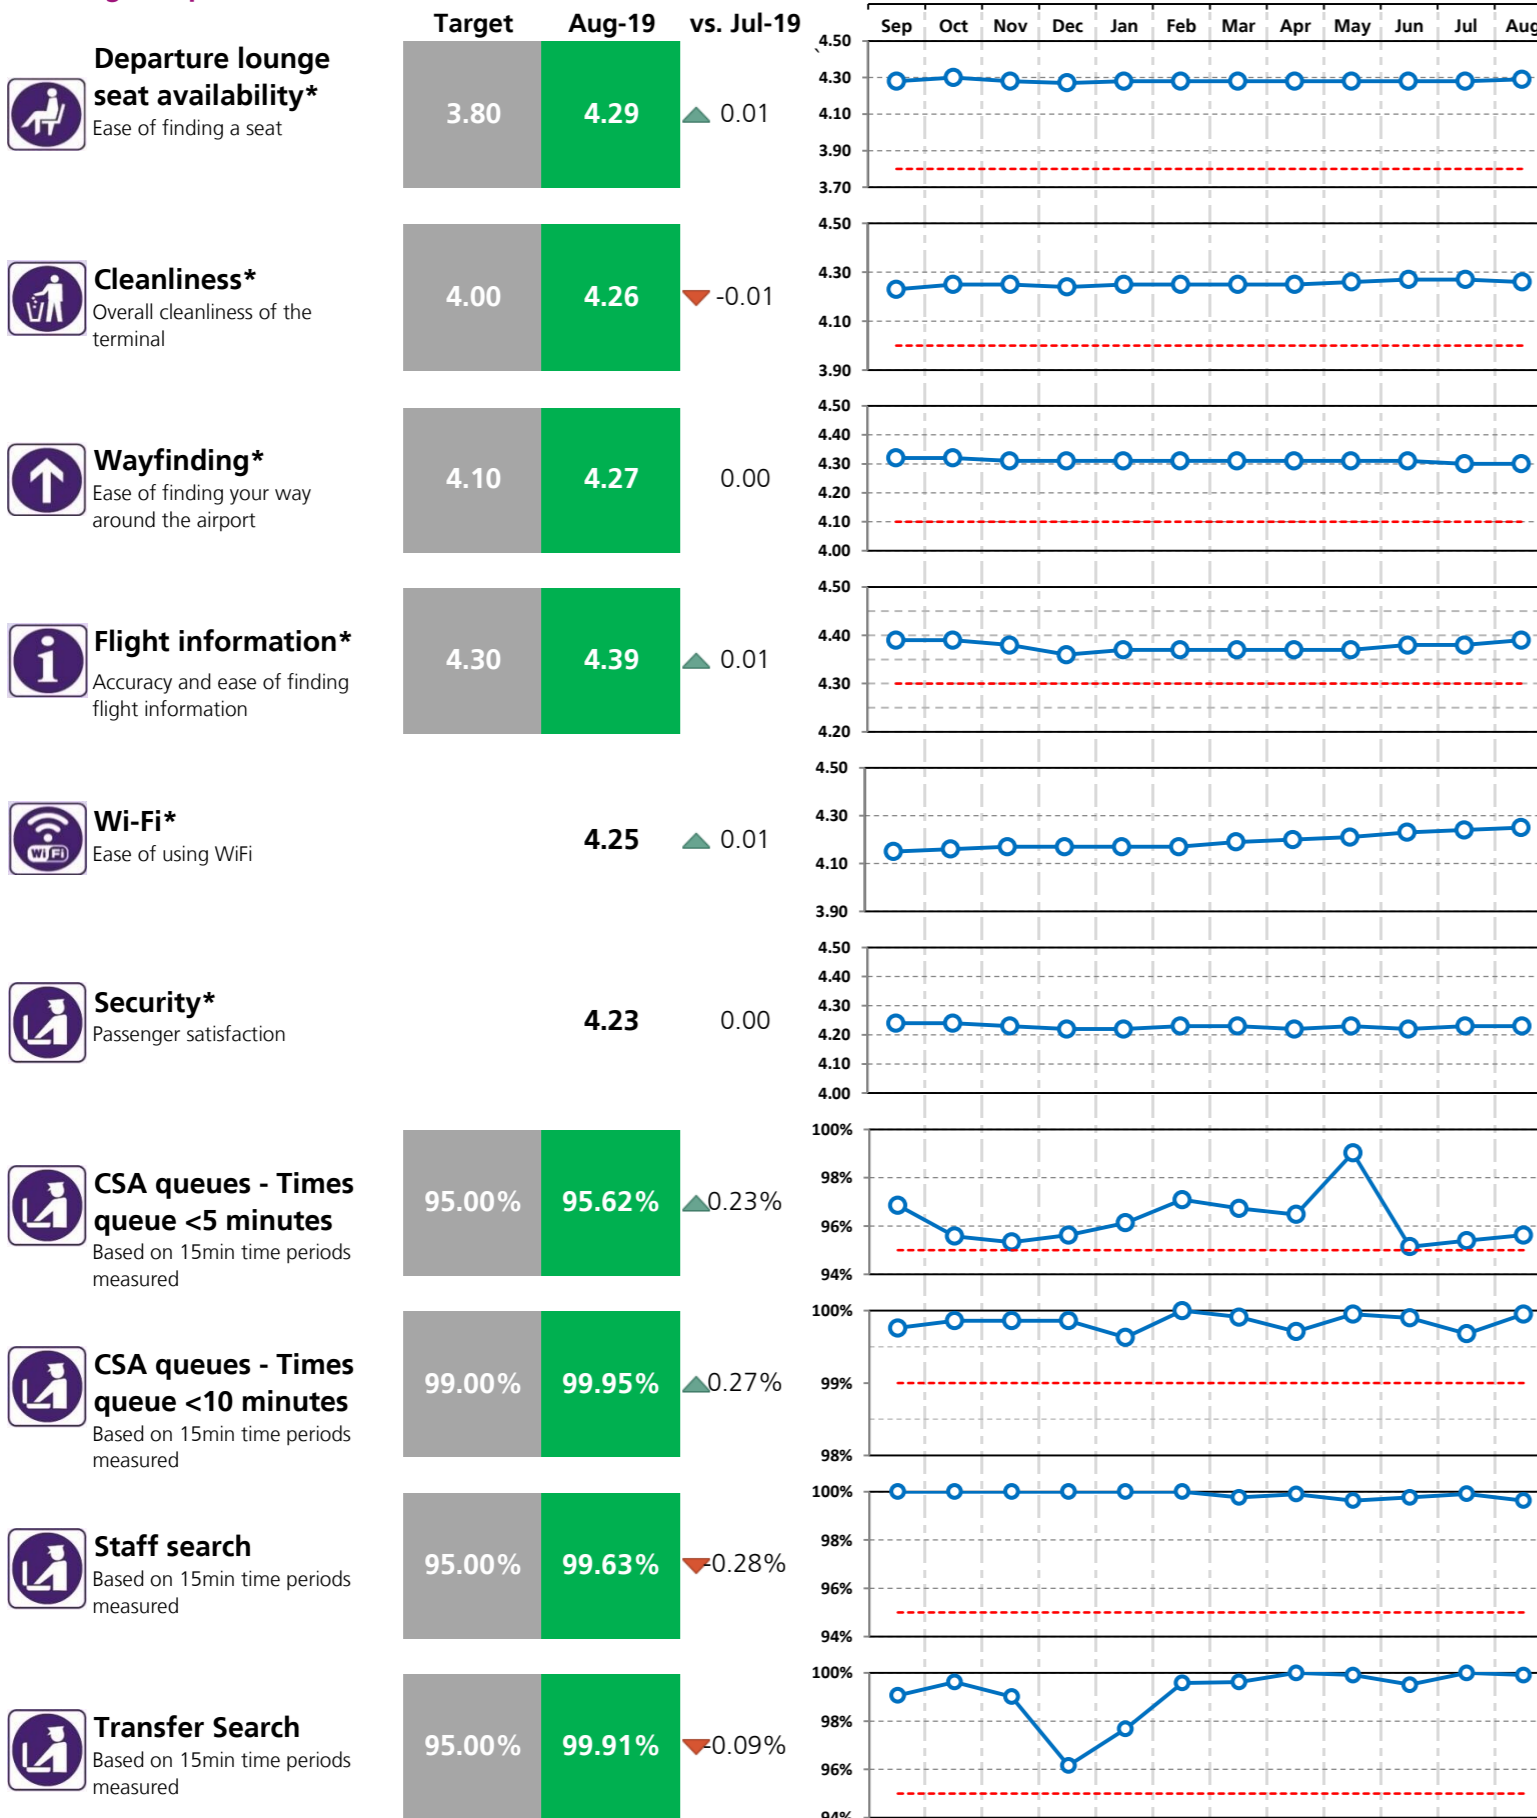 Target Aug-19 vs. Jul-19 Sep Oct Nov Dec Jan Feb Mar Apr May Jun Jul Aug
Departure lounge
seat availability*
Ease of finding a seat
3.80 4.29 0.01
4.50
4.30
4.10
3.90
3.70
Cleanliness*
Overall cleanliness of the
terminal
4.00 4.26 -0.01
4.50
4.30
4.10
3.90
Wayfinding*
Ease of finding your way
around the airport
4.10 4.27 0.00
4.50
4.40
4.30
4.20
4.10
4.00
Flight information*
Accuracy and ease of finding
flight information
4.30 4.39 0.01
4.50
4.40
4.30
4.20
Wi-Fi*
Ease of using WiFi
WiFi
4.25 0.01
4.50
4.30
4.10
3.90
Security*
Passenger satisfaction
4.23 0.00
4.50
4.40
4.30
4.20
4.10
4.00
CSA queues - Times
queue <5 minutes
Based on 15min time periods
measured
95.00% 95.62% 0.23%
100%
98%
96%
94%
CSA queues - Times
queue <10 minutes
Based on 15min time periods
measured
99.00% 99.95% 0.27%
100%
99%
98%
Staff search
Based on 15min time periods
measured
95.00% 99.63% -0.28%
100%
98%
96%
94%
Transfer Search
Based on 15min time periods
measured
95.00% 99.91% -0.09%
100%
98%
96%
94%